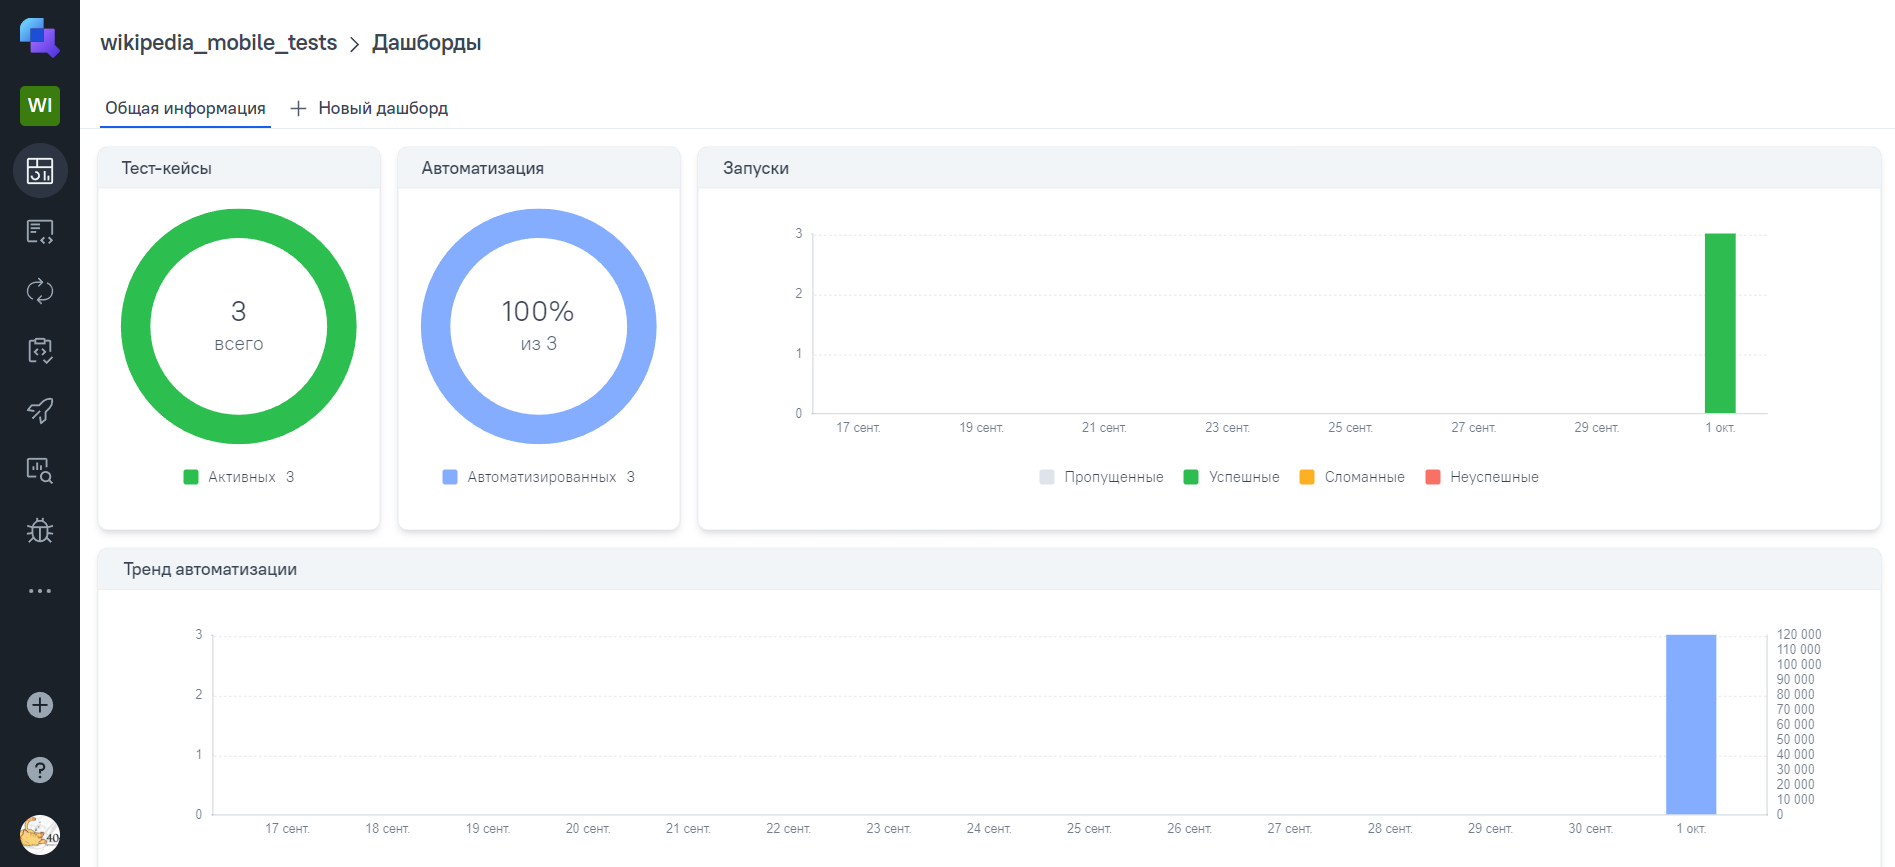 wikipedia_mobile_tests > Дашборды
WI
Общая информация + Новый дашборд
Тест-кейсы
3
всего
Активных 3
Автоматизация
100%
из 3
Автоматизированных 3
Запуски
3
2
1
0
17 сент. 19 сент. 21 сент. 23 сент. 25 сент. 27 сент. 29 сент. 1 окт.
Пропущенные Успешные Сломанные Неуспешные
Тренд автоматизации
3
2
1
0
120 000
110 000
100 000
90 000
80 000
70 000
60 000
50 000
40 000
30 000
20 000
10 000
0
17 сент. 18 сент. 19 сент. 20 сент. 21 сент. 22 сент. 23 сент. 24 сент. 25 сент. 26 сент. 27 сент. 28 сент. 29 сент. 30 сент. 1 окт.
?
40